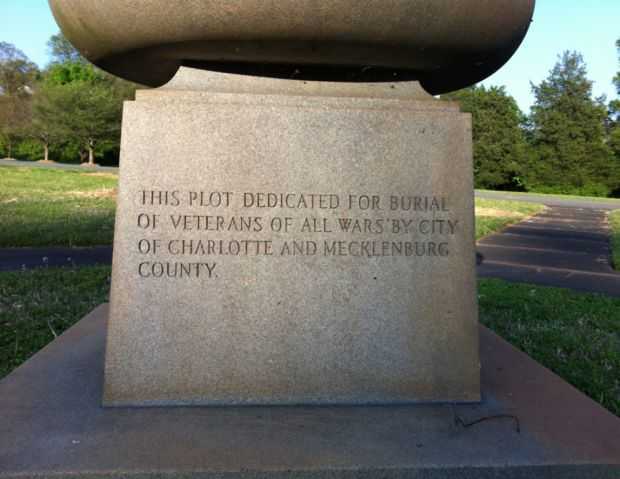 THIS PLOT DEDICATED FOR BURIAL
OF VETERANS OF ALL WARS BY CITY
OF CHARLOTTE AND MECKLENBURG
COUNTY.